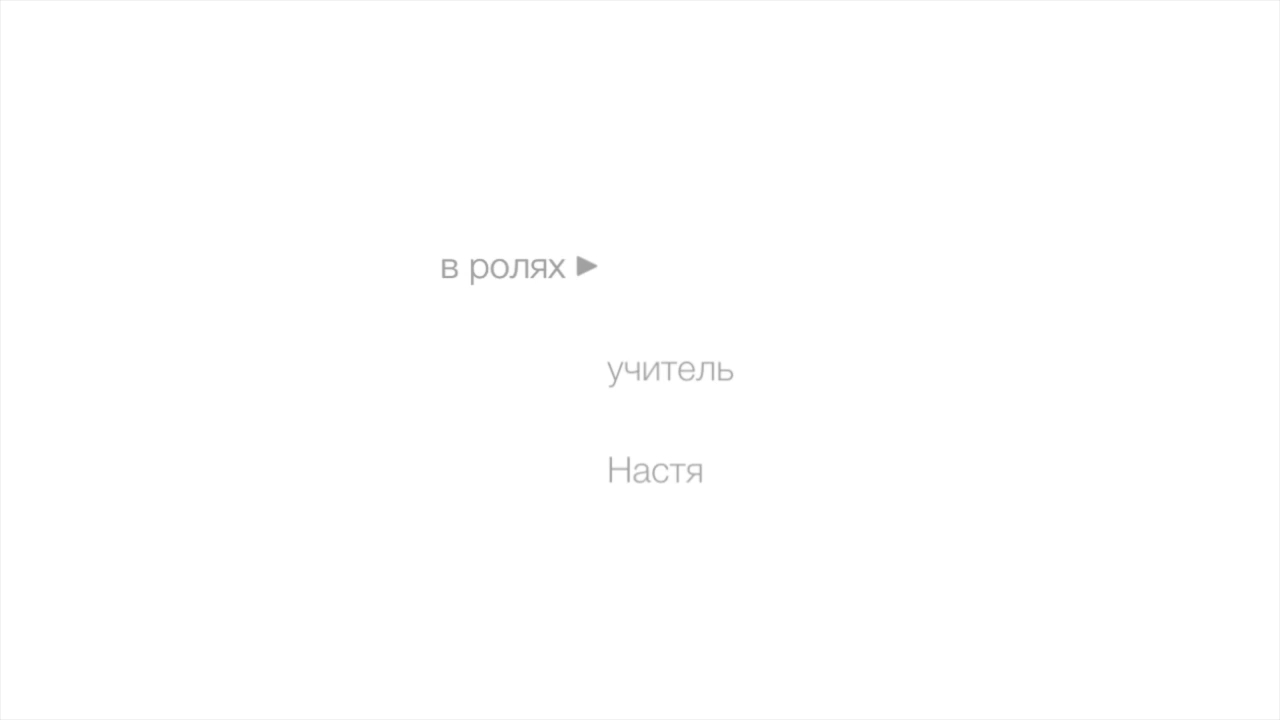 в ролях ▶
учитель
Настя